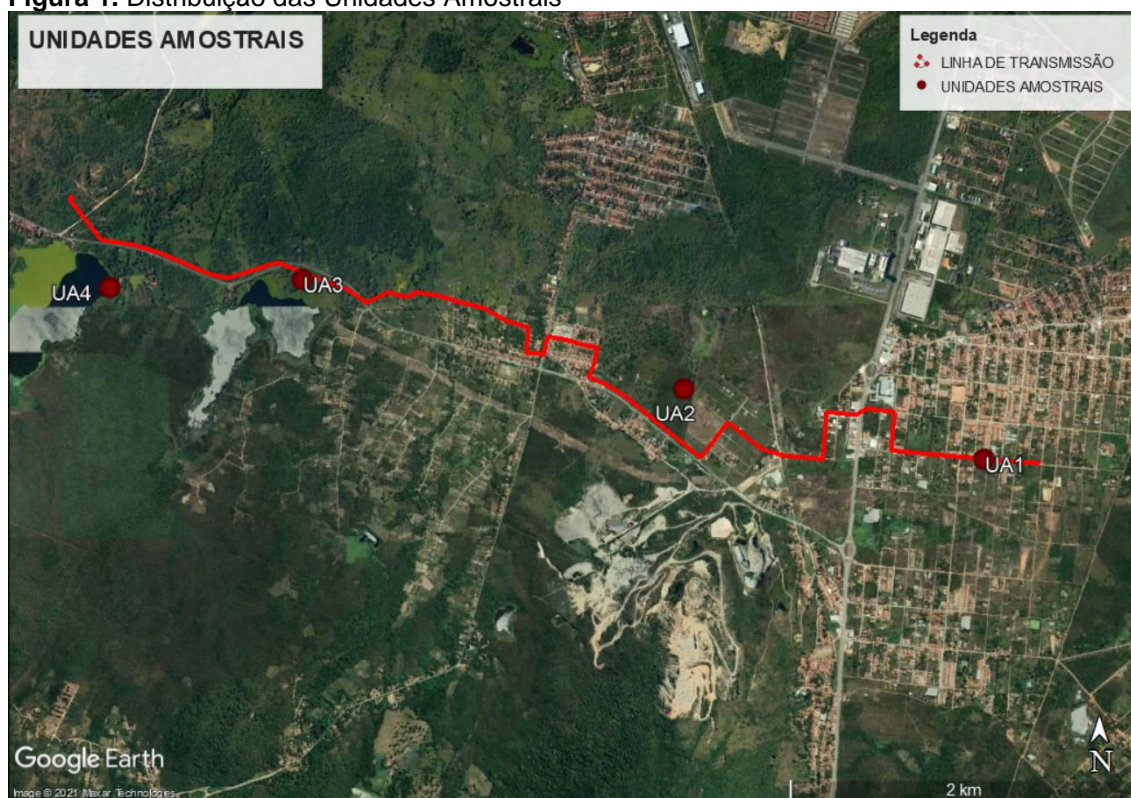 Figura 1. Distribuição das Unidades Amostrais
UNIDADES AMOSTRAIS
Legenda
LINHA DE TRANSMISSÃO
UNIDADES AMOSTRAIS
UA4
UA3
UA2
UA1
Google Earth
Image © 2021 Maxar Technologies
N
2 km